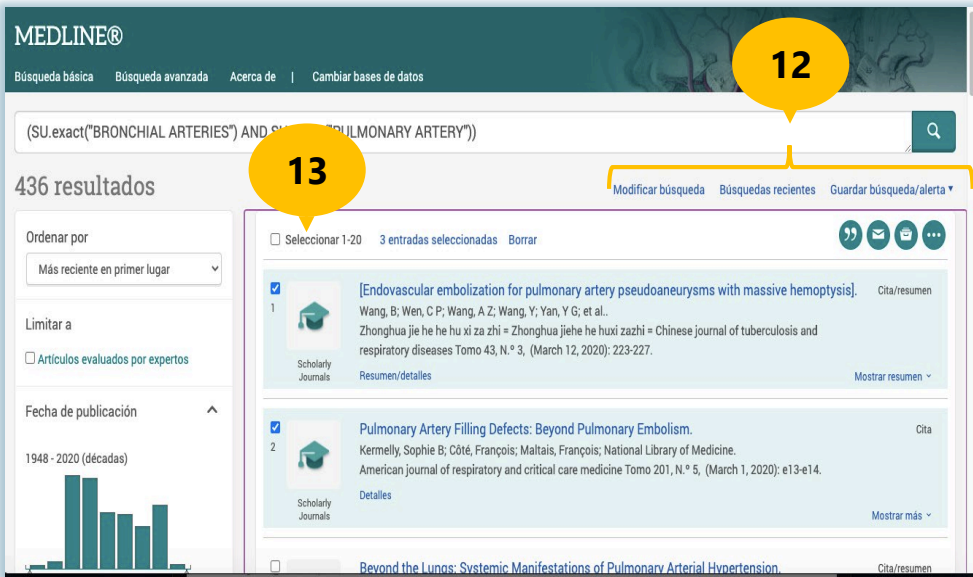 MEDLINE®
Búsqueda básica Búsqueda avanzada Acerca de | Cambiar bases de datos
12
(SU.exact("BRONCHIAL ARTERIES") AND PULMONARY ARTERY"))
13
436 resultados
Modificar búsqueda Búsquedas recientes Guardar búsqueda/alerta
Ordenar por
Más reciente en primer lugar
Limitar a
Artículos evaluados por expertos
Fecha de publicación
1948 - 2020 (décadas)
Seleccionar 1-20 3 entradas seleccionadas Borrar
1
[Endovascular embolization for pulmonary artery pseudoaneurysms with massive hemoptysis]. Cita/resumen
Wang, B; Wen, C P; Wang, A Z; Wang, Y; Yan, Y G; et al..
Zhonghua jie he he hu xi za zhi = Zhonghua jiehe he huxi zazhi = Chinese journal of tuberculosis and
respiratory diseases Tomo 43, N.º 3, (March 12, 2020): 223-227.
Scholarly
Journals
Resumen/detalles Mostrar resumen
2
Pulmonary Artery Filling Defects: Beyond Pulmonary Embolism. Cita
Kermelly, Sophie B; Côté, François; Maltais, François; National Library of Medicine.
American journal of respiratory and critical care medicine Tomo 201, N.º 5, (March 1, 2020): e13-e14.
Detalles
Scholarly
Journals
Mostrar más
Beyond the Lungs: Systemic Manifestations of Pulmonary Arterial Hypertension. Cita/resumen